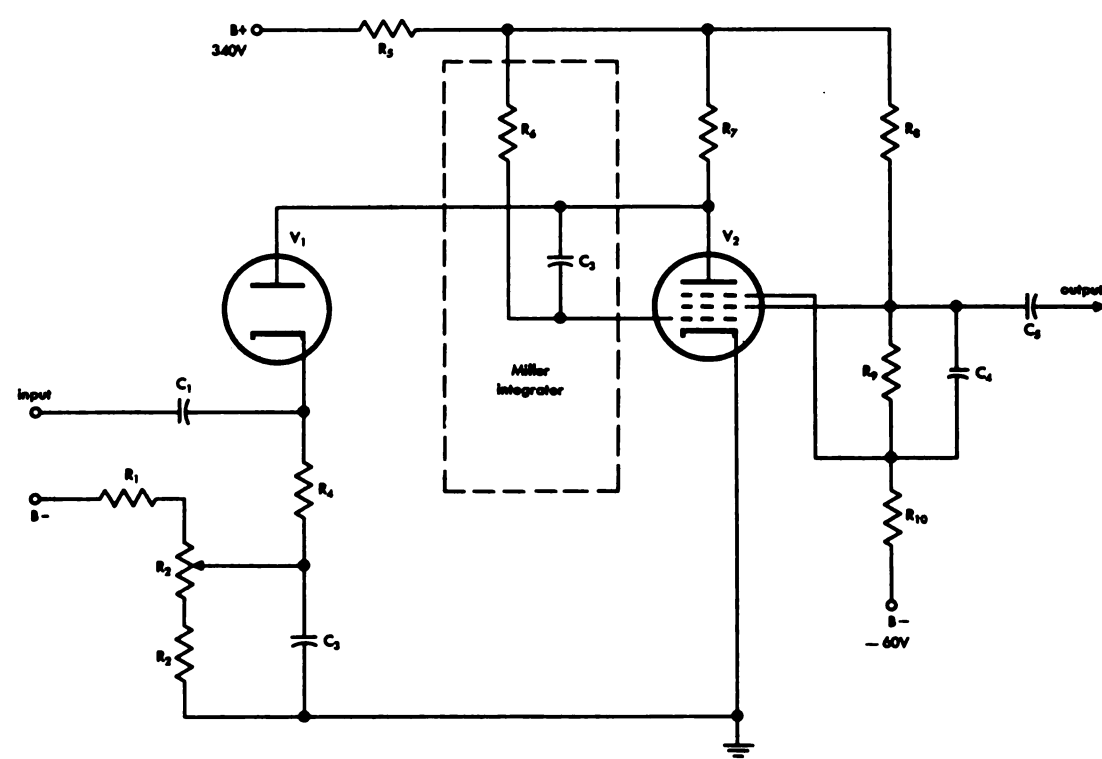 B+
340V
R5
R6
R7
R8
V1
V2
C3
output
C5
R9
C4
Miller
integrator
input
C1
R1
B-
R4
R2
R10
R2
C3
B-
-60V